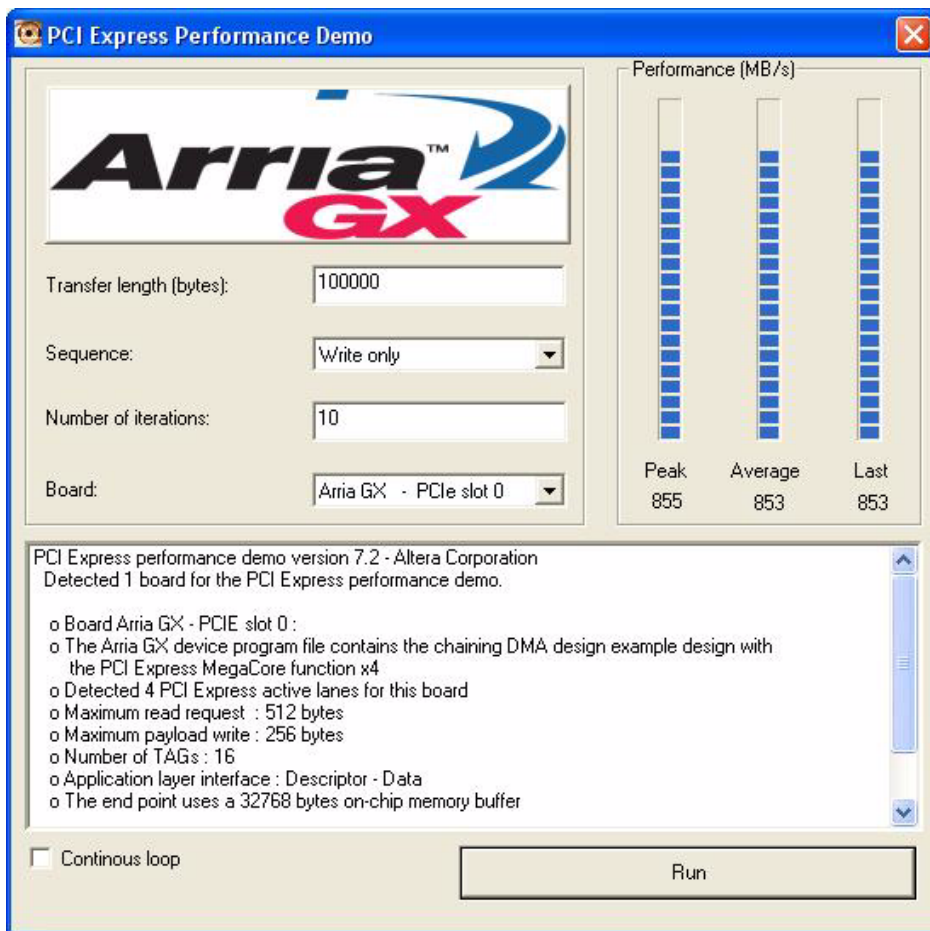 PCI Express Performance Demo
Arria™
GX
Transfer length (bytes):
100000
Sequence:
Write only
Number of iterations:
10
Board:
Arria GX - PCIe slot 0
Performance (MB/s)
Peak
Average
Last
855
853
853
PCI Express performance demo version 7.2 - Altera Corporation
Detected 1 board for the PCI Express performance demo.
o Board Arria GX - PCIE slot 0 :
o The Arria GX device program file contains the chaining DMA design example design with
the PCI Express MegaCore function x4
o Detected 4 PCI Express active lanes for this board
o Maximum read request : 512 bytes
o Maximum payload write : 256 bytes
o Number of TAGs : 16
o Application layer interface : Descriptor - Data
o The end point uses a 32768 bytes on-chip memory buffer
Continous loop
Run